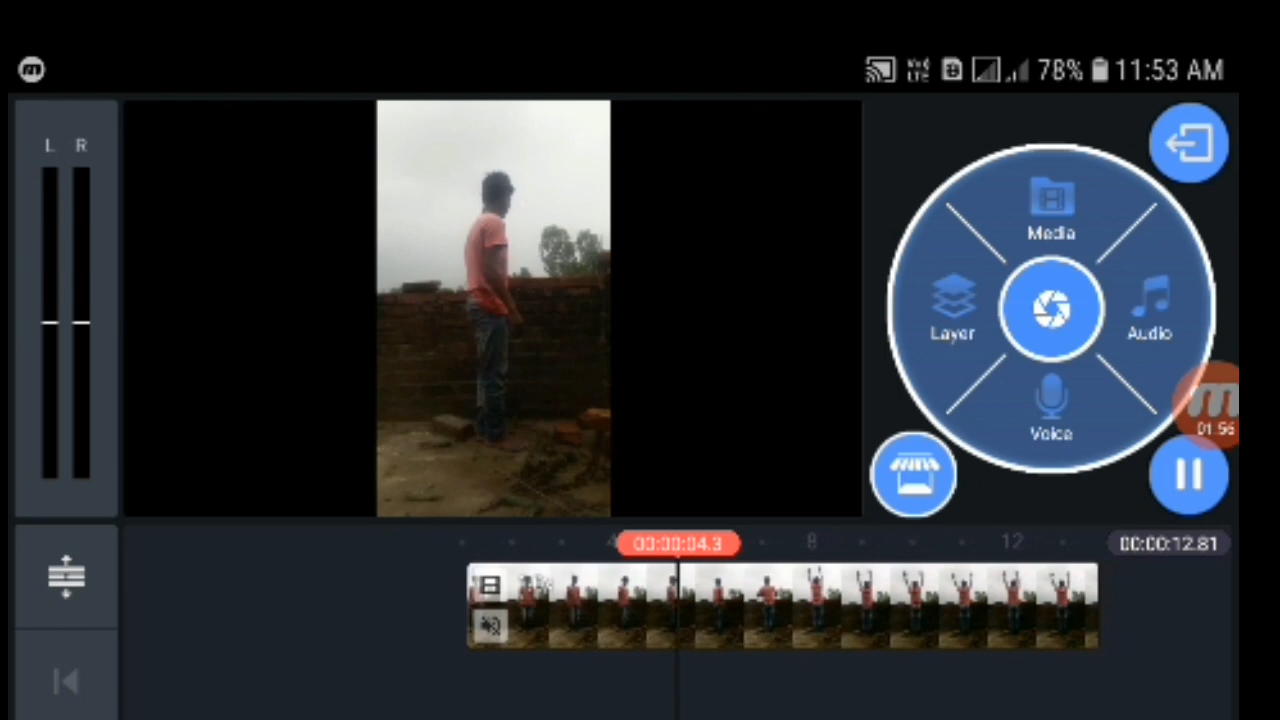 78% 11:53 AM
L R
Media
Layer
Audio
Voice
01:56
4 00:00:04.3 8 12 00:00:12.81